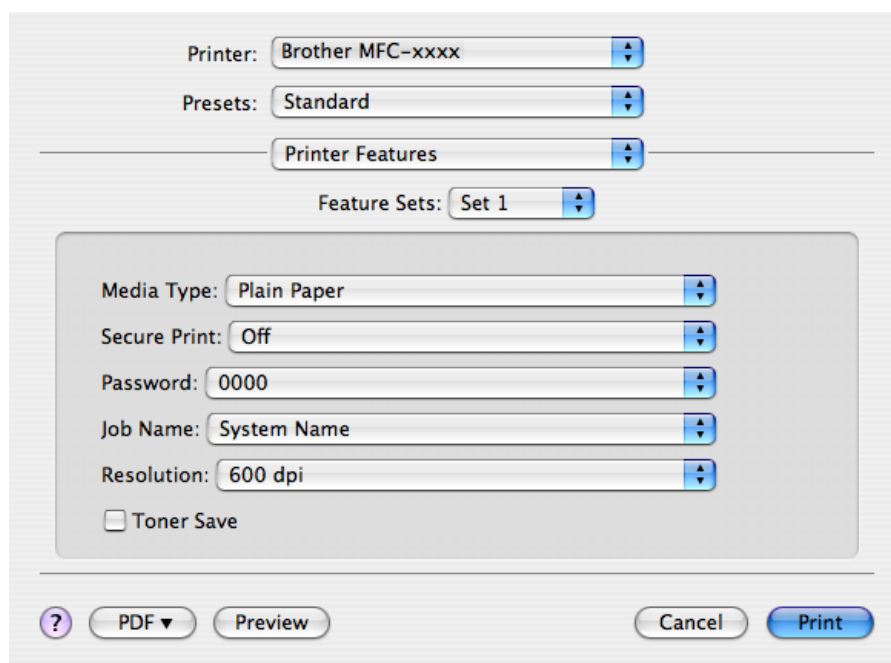 Printer: Brother MFC-xxxx
Presets: Standard
Printer Features
Feature Sets: Set 1
Media Type: Plain Paper
Secure Print: Off
Password: 0000
Job Name: System Name
Resolution: 600 dpi
Toner Save
? PDF ▼ Preview Cancel Print